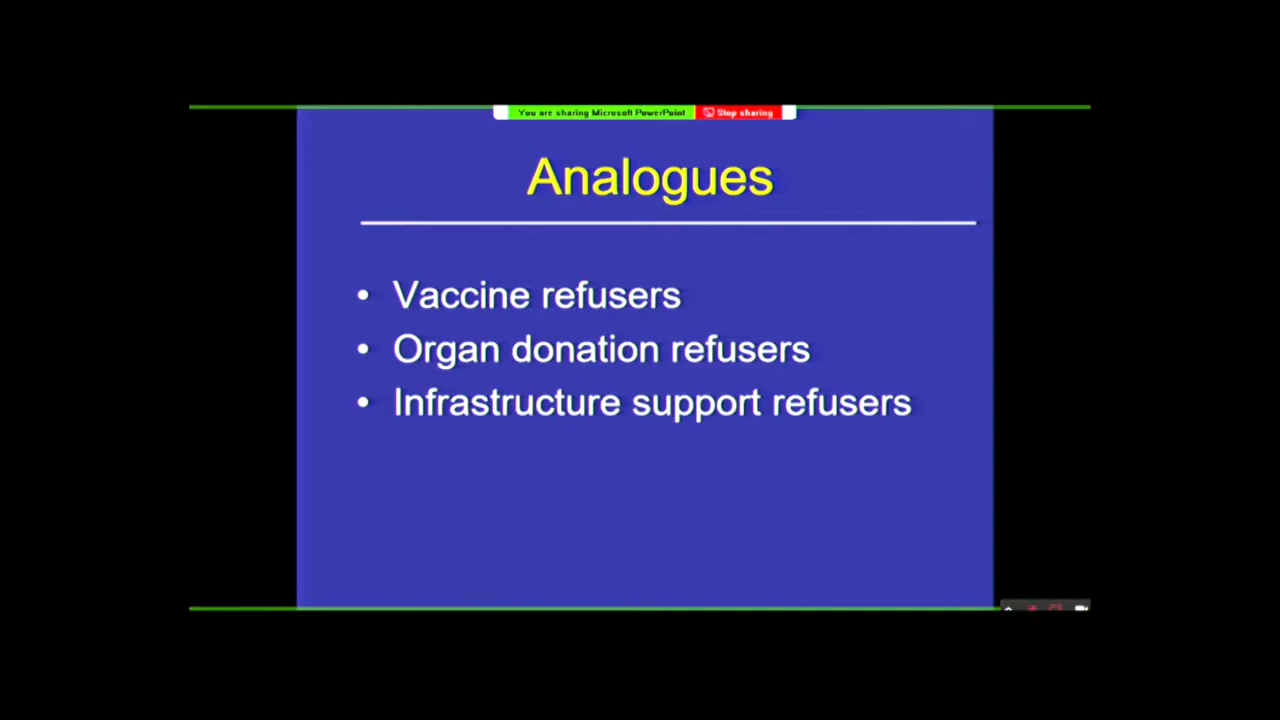 You are sharing Microsoft PowerPoint Stop sharing
Analogues
• Vaccine refusers
• Organ donation refusers
• Infrastructure support refusers